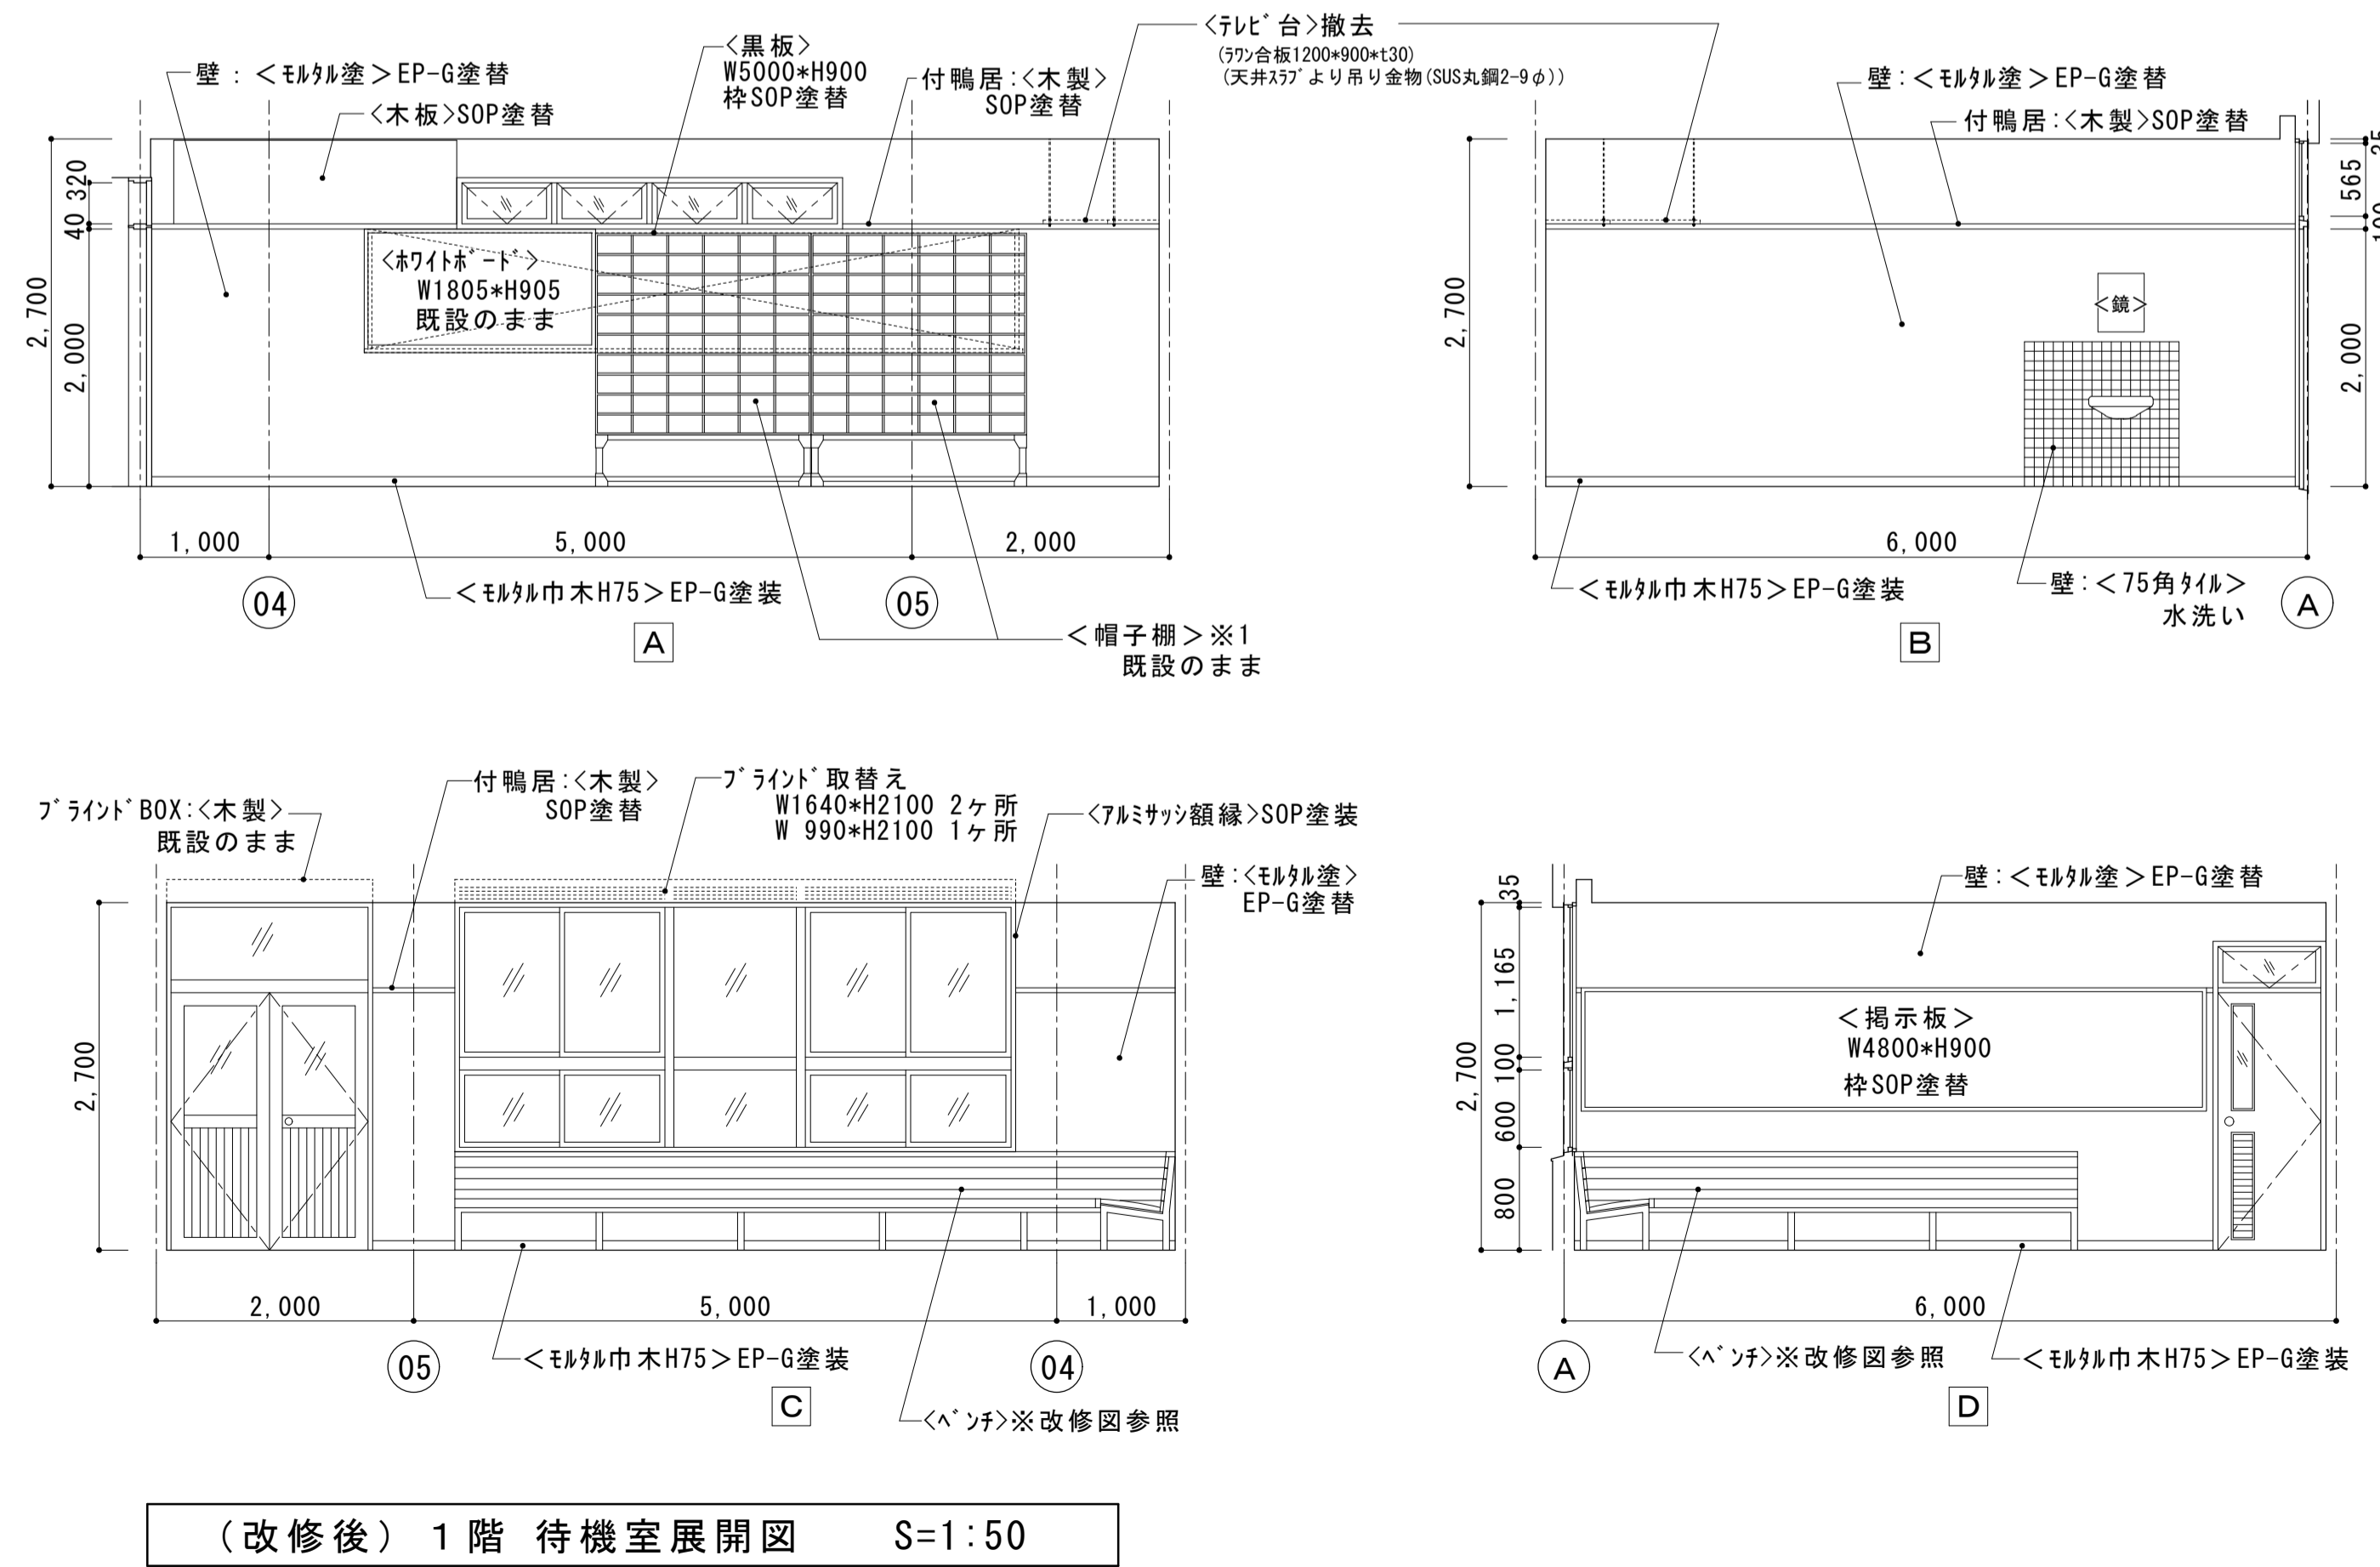 <テレビ台>撤去
(ラワン合板1200*900*t30)
(天井スラブより吊り金物(SUS丸鋼2-9φ))
<黒板>
W5000*H900
枠SOP塗替
壁：<モルタル塗>EP-G塗替
<木板>SOP塗替
付鴨居:<木製>
SOP塗替
320
40
2,700
2,000
<ホワイトボード>
W1805*H905
既設のまま
1,000
5,000
2,000
04
05
<モルタル巾木H75>EP-G塗装
A
<帽子棚>※1
既設のまま
壁:<モルタル塗>EP-G塗替
付鴨居:<木製>SOP塗替
35
565
100
2,700
2,000
<鏡>
6,000
<モルタル巾木H75>EP-G塗装
壁:<75角タイル>
水洗い
A
B
ブラインドBOX:<木製>
既設のまま
付鴨居:<木製>
SOP塗替
ブラインド取替え
W1640*H2100 2ヶ所
W 990*H2100 1ヶ所
<アルミサッシ額縁>SOP塗装
壁:<モルタル塗>
EP-G塗替
2,700
2,000
5,000
1,000
05
04
<モルタル巾木H75>EP-G塗装
C
<ベンチ>※改修図参照
壁:<モルタル塗>EP-G塗替
35
1,165
100
600
800
2,700
<掲示板>
W4800*H900
枠SOP塗替
6,000
A
<ベンチ>※改修図参照
<モルタル巾木H75>EP-G塗装
D
(改修後) 1階 待機室展開図 S=1:50